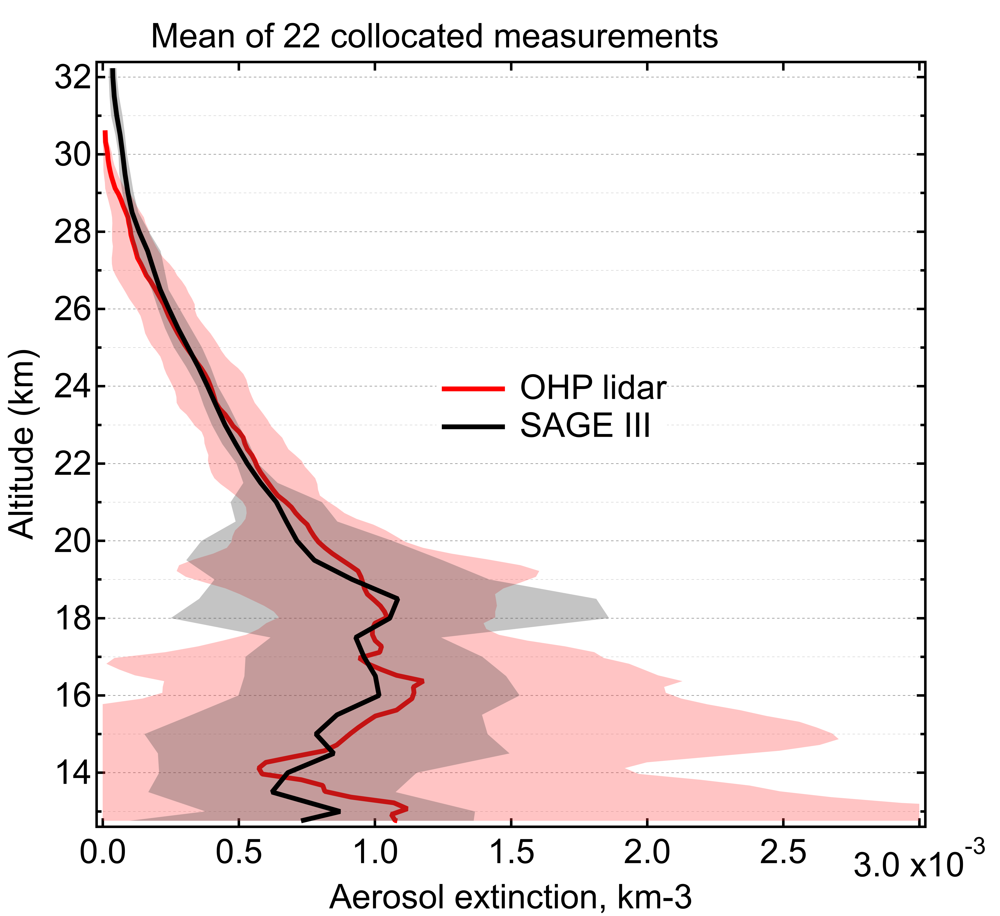 Mean of 22 collocated measurements
32
30
28
26
24
22
20
18
16
14
Altitude (km)
OHP lidar
SAGE III
0.0 0.5 1.0 1.5 2.0 2.5 3.0 x10-3
Aerosol extinction, km-3